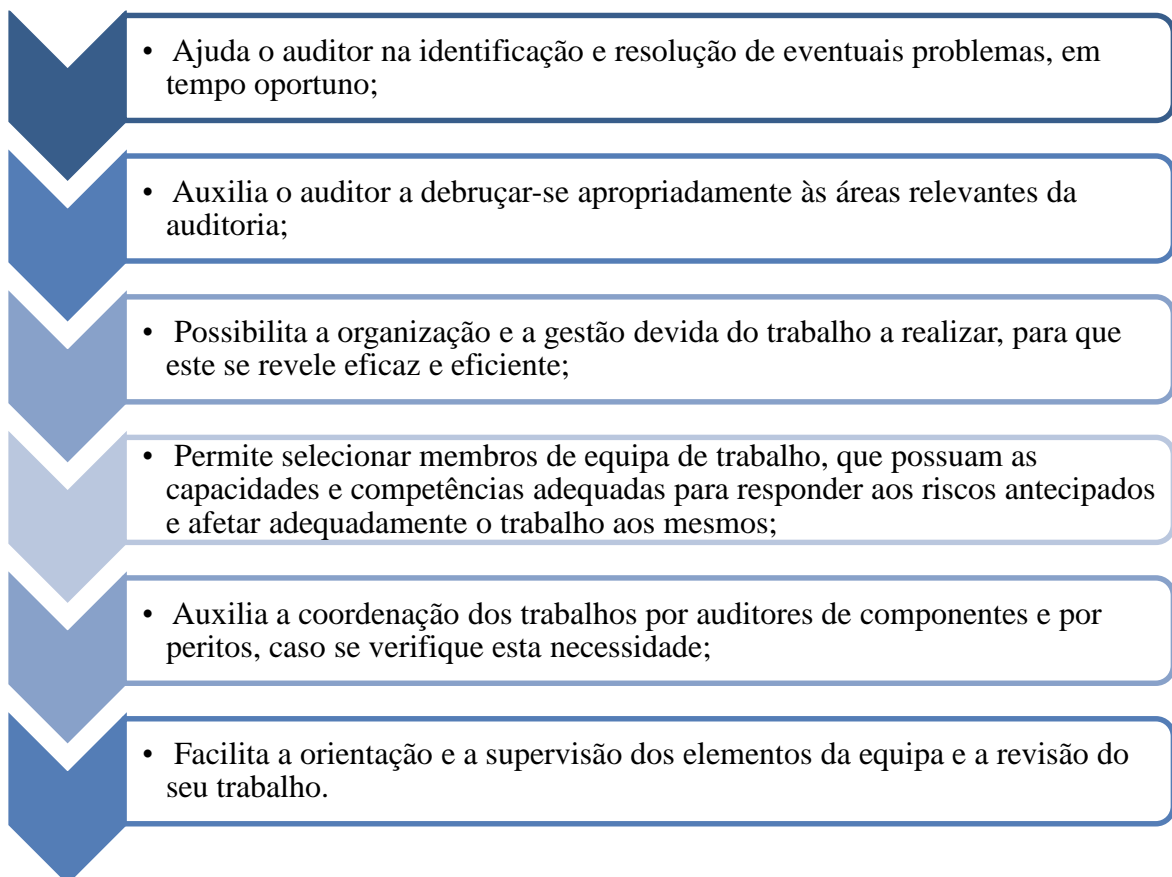 • Ajuda o auditor na identificação e resolução de eventuais problemas, em
tempo oportuno;
• Auxilia o auditor a debruçar-se apropriadamente às áreas relevantes da
auditoria;
• Possibilita a organização e a gestão devida do trabalho a realizar, para que
este se revele eficaz e eficiente;
• Permite selecionar membros de equipa de trabalho, que possuam as
capacidades e competências adequadas para responder aos riscos antecipados
e afetar adequadamente o trabalho aos mesmos;
• Auxilia a coordenação dos trabalhos por auditores de componentes e por
peritos, caso se verifique esta necessidade;
• Facilita a orientação e a supervisão dos elementos da equipa e a revisão do
seu trabalho.